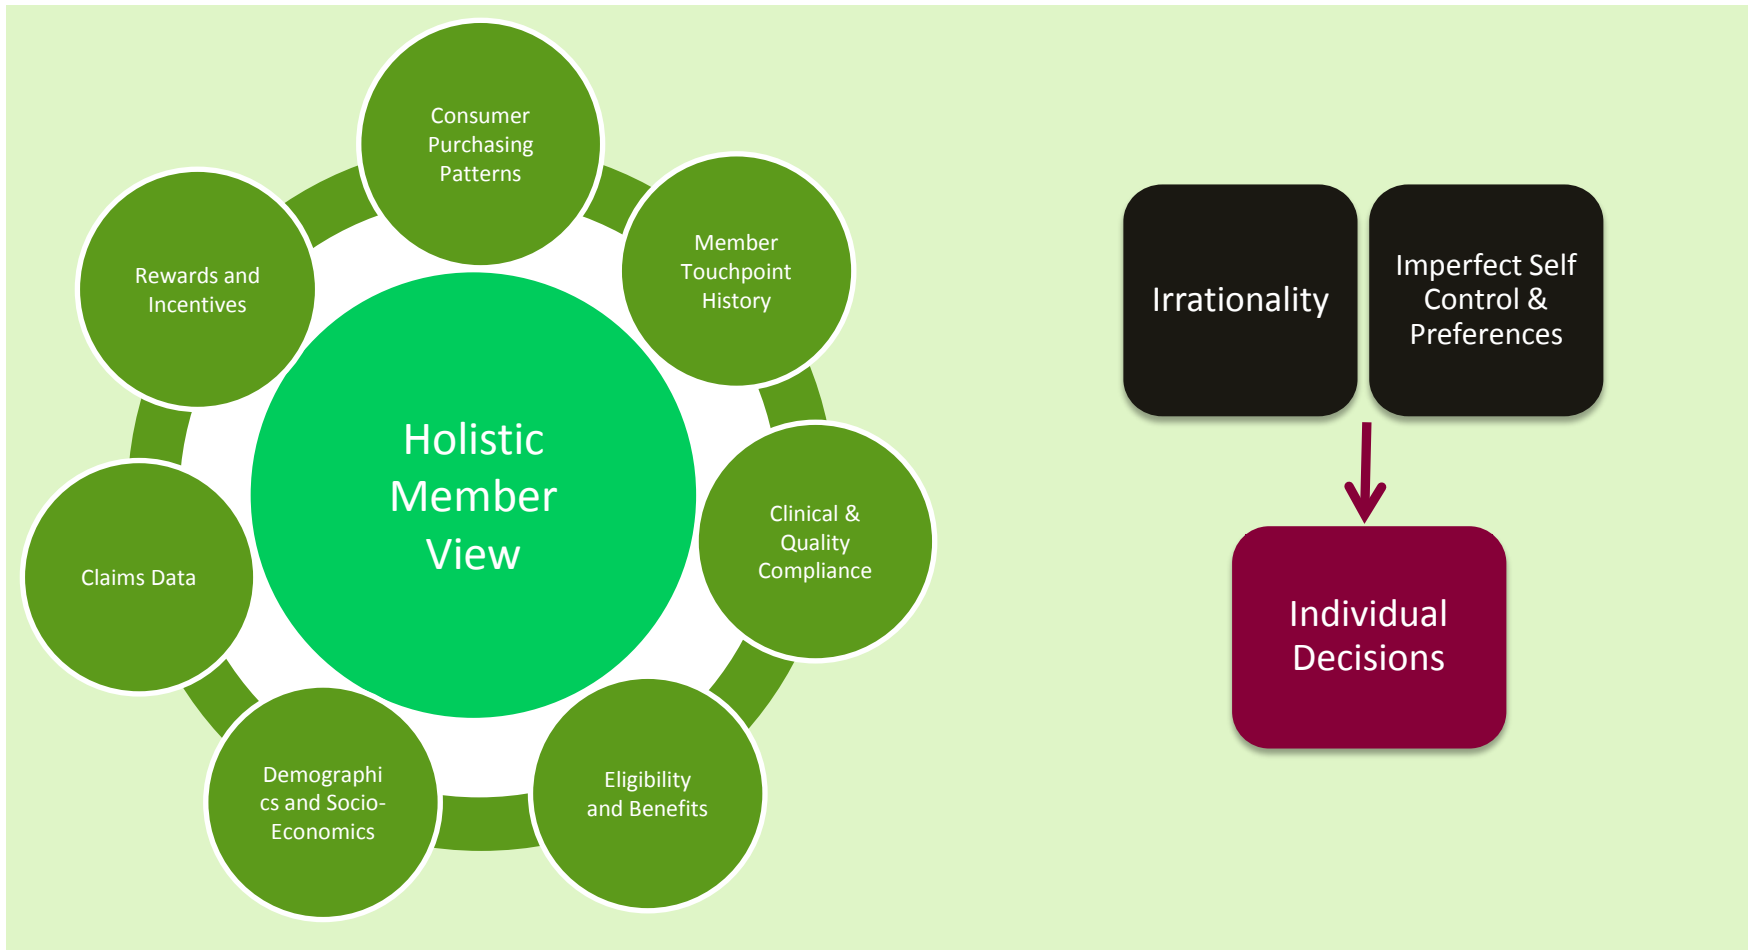 Consumer
Purchasing
Patterns
Member
Touchpoint
History
Clinical &
Quality
Compliance
Eligibility
and Benefits
Demographi
cs and Socio-
Economics
Claims Data
Rewards and
Incentives
Holistic
Member
View
Irrationality
Imperfect Self
Control &
Preferences
Individual
Decisions